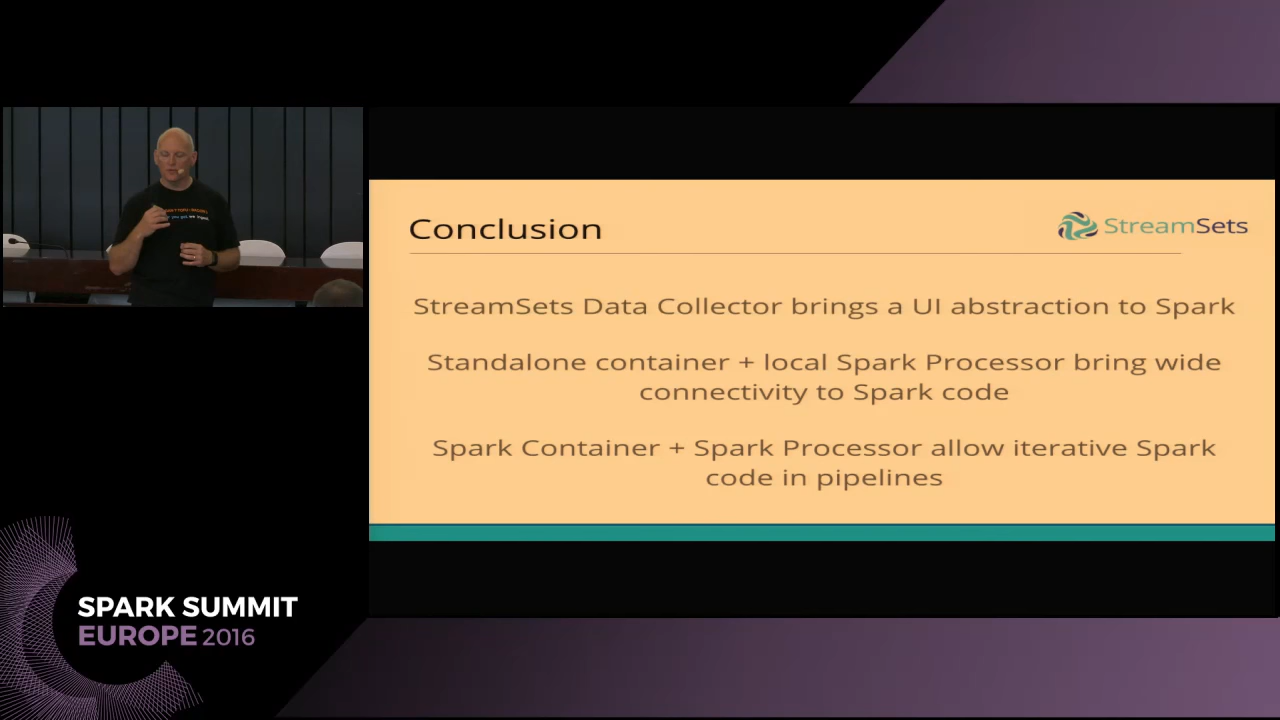 Conclusion
StreamSets
StreamSets Data Collector brings a UI abstraction to Spark
Standalone container + local Spark Processor bring wide
connectivity to Spark code
Spark Container + Spark Processor allow iterative Spark
code in pipelines
SPARK SUMMIT
EUROPE 2016